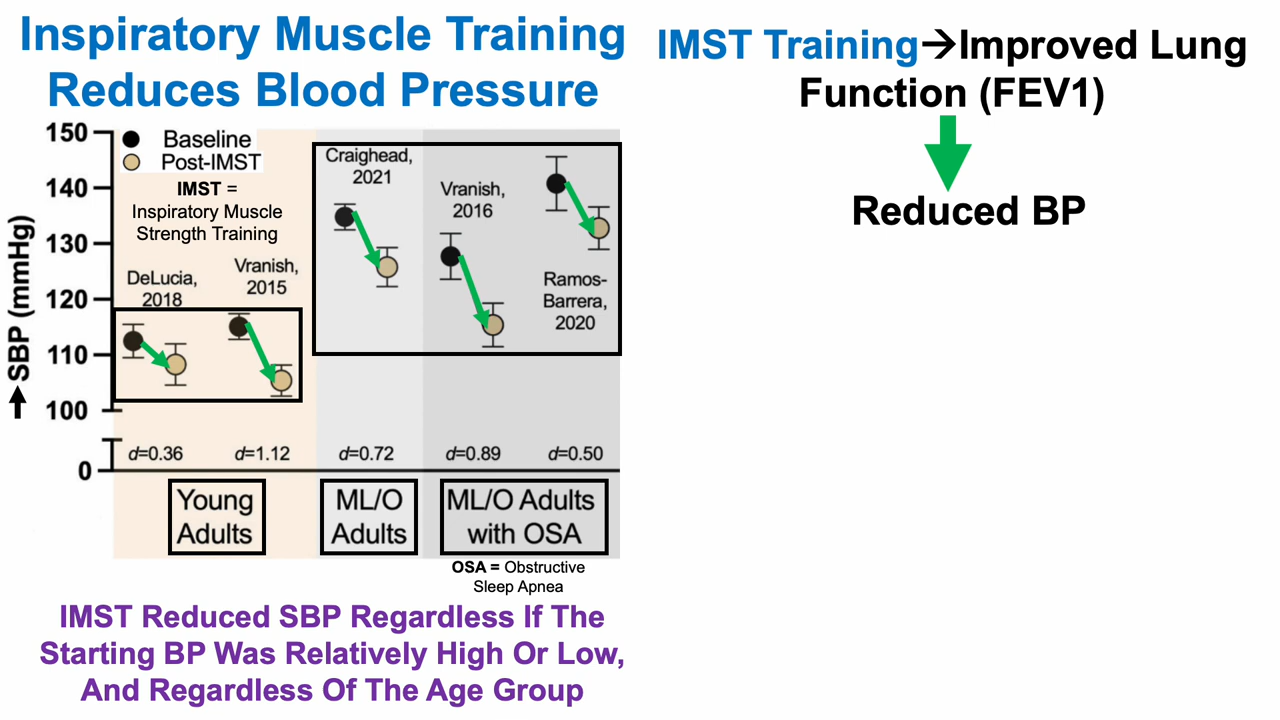 Inspiratory Muscle Training
Reduces Blood Pressure
150
140
130
120
110
100
0
→SBP (mmHg)
Baseline
Post-IMST
IMST =
Inspiratory Muscle
Strength Training
DeLucia,
2018
Vranish,
2015
Craighead,
2021
Vranish,
2016
Ramos-
Barrera,
2020
d=0.36
d=1.12
d=0.72
d=0.89
d=0.50
Young
Adults
ML/O
Adults
ML/O Adults
with OSA
OSA = Obstructive
Sleep Apnea
IMST Reduced SBP Regardless If The
Starting BP Was Relatively High Or Low,
And Regardless Of The Age Group
IMST Training→Improved Lung
Function (FEV1)
Reduced BP